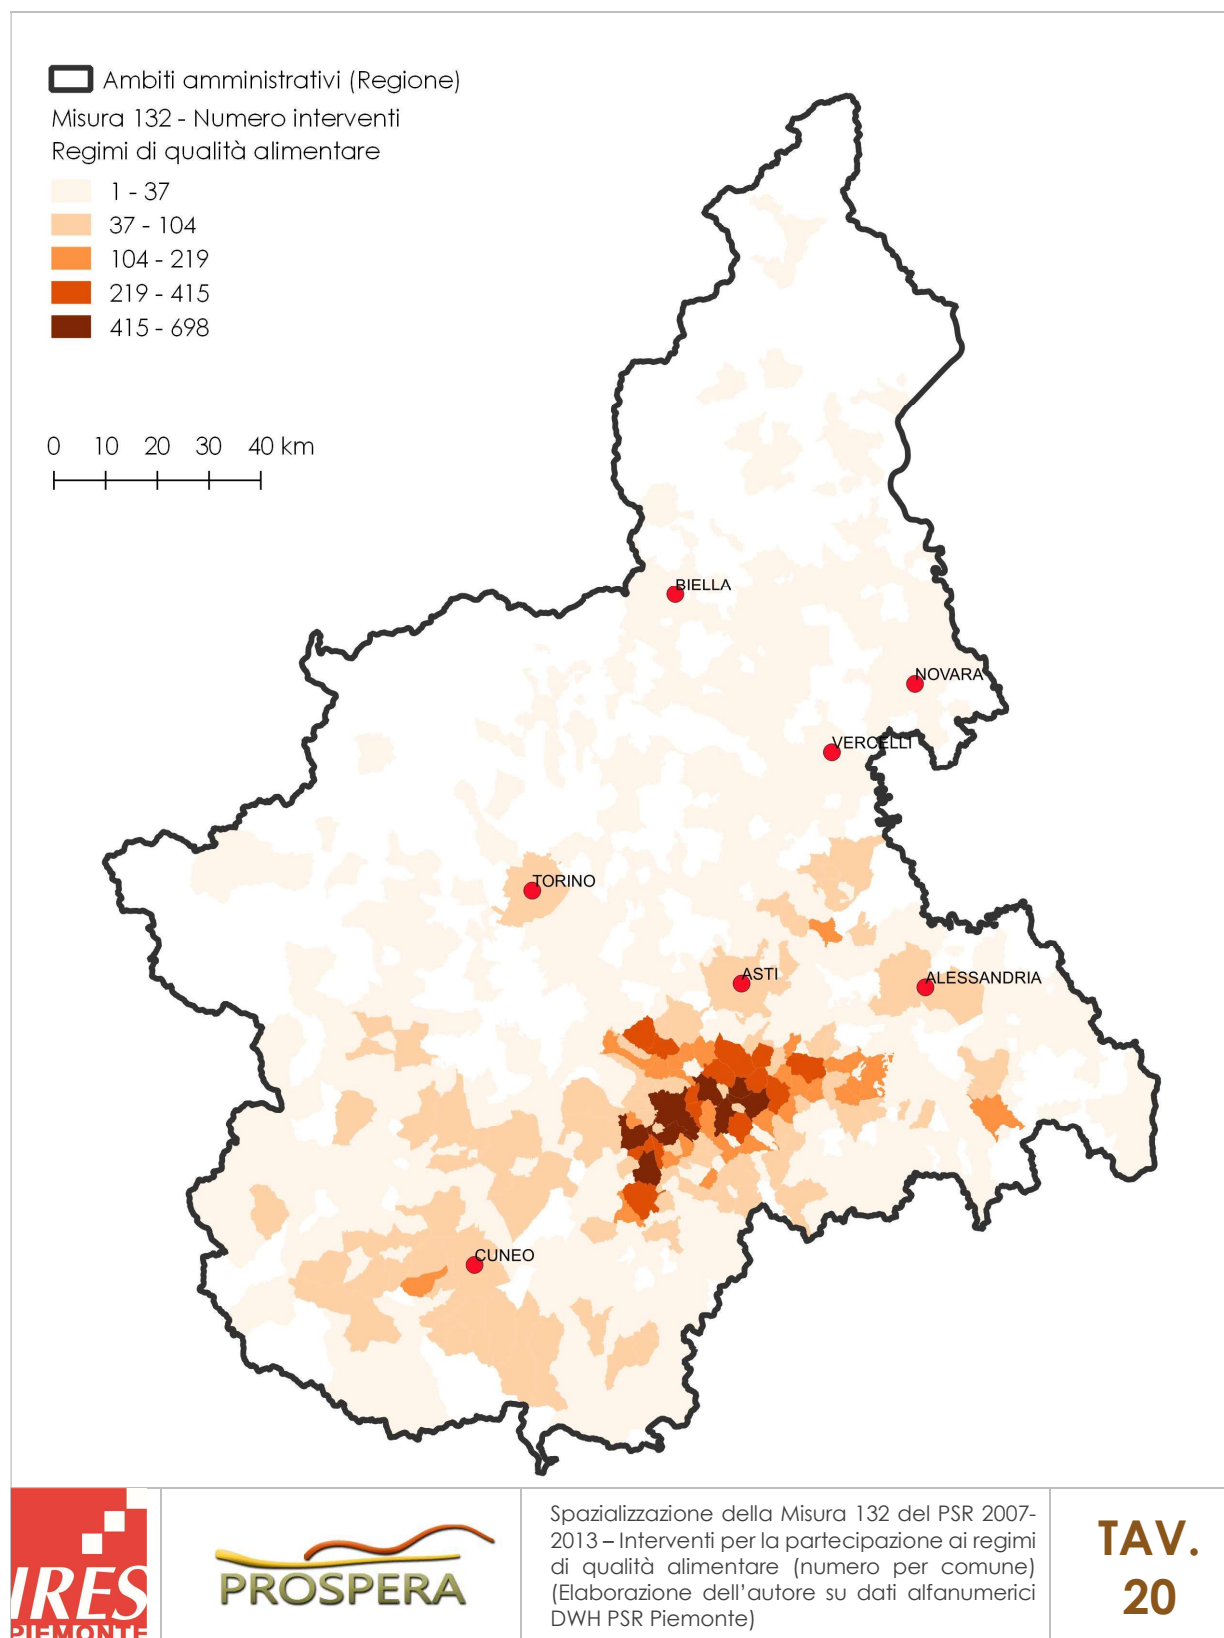 Ambiti amministrativi (Regione)
Misura 132 - Numero interventi
Regimi di qualità alimentare
1 - 37
37 - 104
104 - 219
219 - 415
415 - 698
0 10 20 30 40 km
BIELLA
NOVARA
VERCELLI
TORINO
ASTI
ALESSANDRIA
CUNEO
IRES
PIEMONTE
PROSPERA
Spazializzazione della Misura 132 del PSR 2007-
2013 – Interventi per la partecipazione ai regimi
di qualità alimentare (numero per comune)
(Elaborazione dell'autore su dati alfanumerici
DWH PSR Piemonte)
TAV.
20